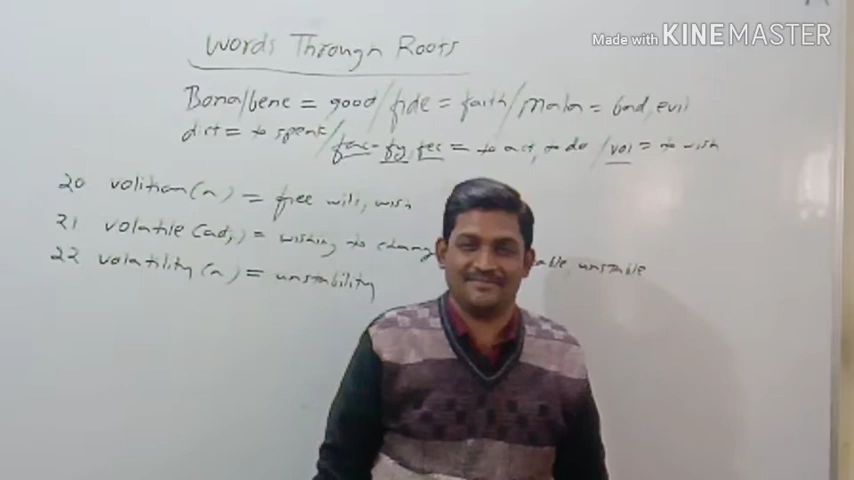 Made with KINEMASTER
Words Through Roots
Bona/bene = good/fide = faith/mala = bad, evil
dict = to speak/fac-fy, fec = to act, to do/vol = to wish
20 volition(n) = free will, wish
21 volatile (adj) = wishing to unstable
22 volatility (n) = unstability